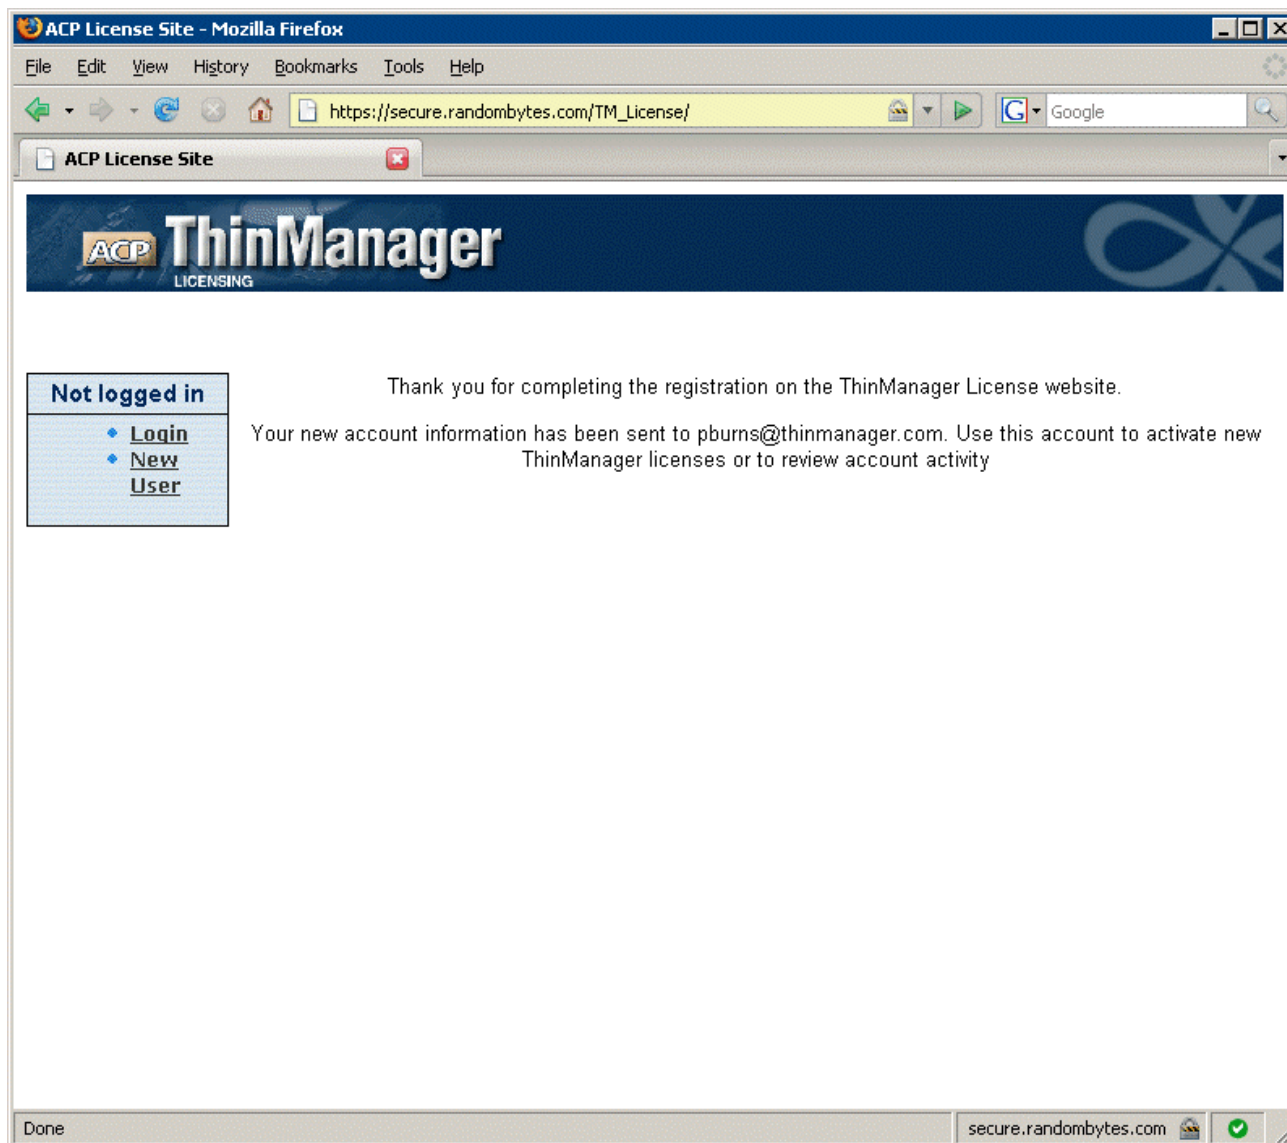 ACP License Site - Mozilla Firefox
File Edit View History Bookmarks Tools Help
https://secure.randombytes.com/TM_License/
G Google
ACP License Site
ACP ThinManager
LICENSING
Not logged in
Login
New
User
Thank you for completing the registration on the ThinManager License website.
Your new account information has been sent to pburns@thinmanager.com. Use this account to activate new
ThinManager licenses or to review account activity
Done
secure.randombytes.com